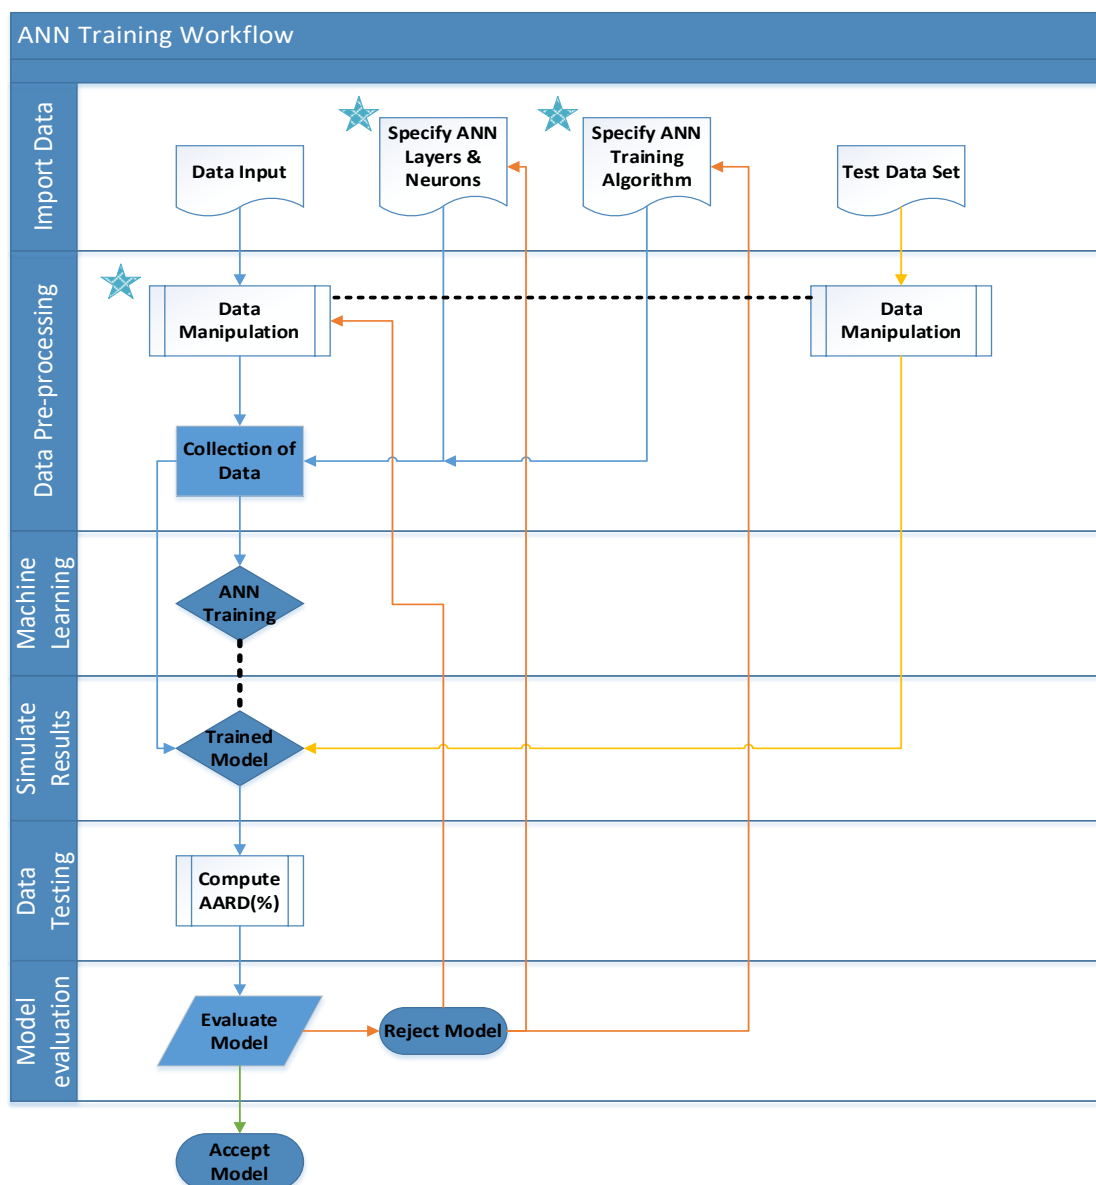 ANN Training Workflow
Import Data
Data Input
Specify ANN
Layers &
Neurons
Specify ANN
Training
Algorithm
Test Data Set
Data Pre-processing
Data
Manipulation
Data
Manipulation
Collection of
Data
Machine
Learning
ANN
Training
Simulate
Results
Trained
Model
Data
Testing
Compute
AARD(%)
Model
evaluation
Evaluate
Model
Reject Model
Accept
Model